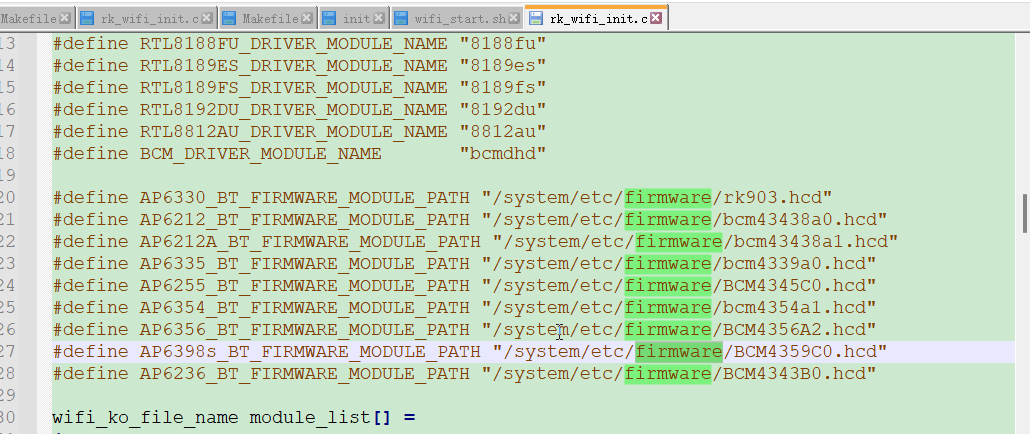 Makefile rk_wifi_init.c Makefile init wifi_start.sh rk_wifi_init.c
13 #define RTL8188FU_DRIVER_MODULE_NAME "8188fu"
14 #define RTL8189ES_DRIVER_MODULE_NAME "8189es"
15 #define RTL8189FS_DRIVER_MODULE_NAME "8189fs"
16 #define RTL8192DU_DRIVER_MODULE_NAME "8192du"
17 #define RTL8812AU_DRIVER_MODULE_NAME "8812au"
18 #define BCM_DRIVER_MODULE_NAME "bcmdhd"
19
20 #define AP6330_BT_FIRMWARE_MODULE_PATH "/system/etc/firmware/rk903.hcd"
21 #define AP6212_BT_FIRMWARE_MODULE_PATH "/system/etc/firmware/bcm43438a0.hcd"
22 #define AP6212A_BT_FIRMWARE_MODULE_PATH "/system/etc/firmware/bcm43438a1.hcd"
23 #define AP6335_BT_FIRMWARE_MODULE_PATH "/system/etc/firmware/bcm4339a0.hcd"
24 #define AP6255_BT_FIRMWARE_MODULE_PATH "/system/etc/firmware/BCM4345C0.hcd"
25 #define AP6354_BT_FIRMWARE_MODULE_PATH "/system/etc/firmware/bcm4354a1.hcd"
26 #define AP6356_BT_FIRMWARE_MODULE_PATH "/system/etc/firmware/BCM4356A2.hcd"
27 #define AP6398s_BT_FIRMWARE_MODULE_PATH "/system/etc/firmware/BCM4359C0.hcd"
28 #define AP6236_BT_FIRMWARE_MODULE_PATH "/system/etc/firmware/BCM4343B0.hcd"
29
30 wifi_ko_file_name module_list[] =